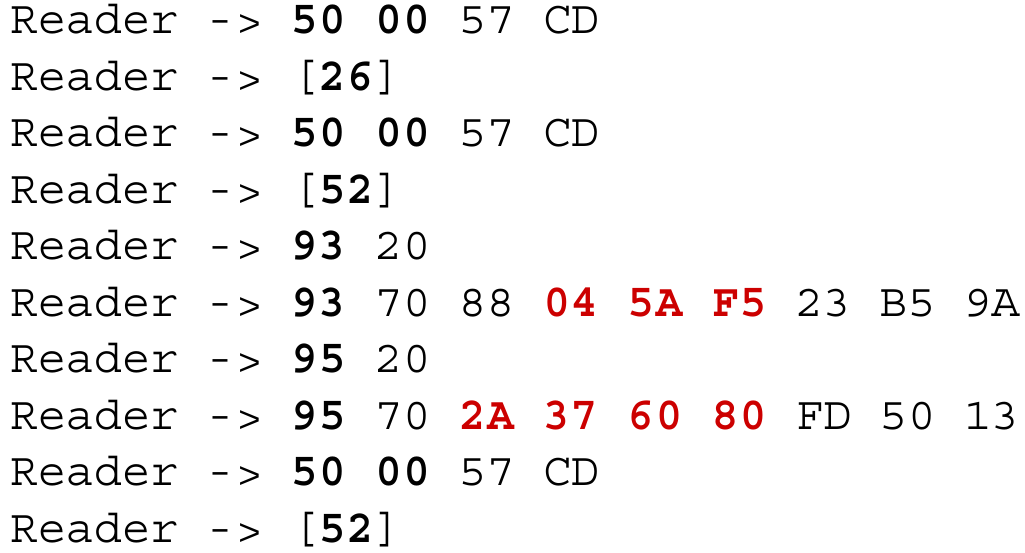 Reader -> 50 00 57 CD
Reader -> [26]
Reader -> 50 00 57 CD
Reader -> [52]
Reader -> 93 20
Reader -> 93 70 88 04 5A F5 23 B5 9A
Reader -> 95 20
Reader -> 95 70 2A 37 60 80 FD 50 13
Reader -> 50 00 57 CD
Reader -> [52]